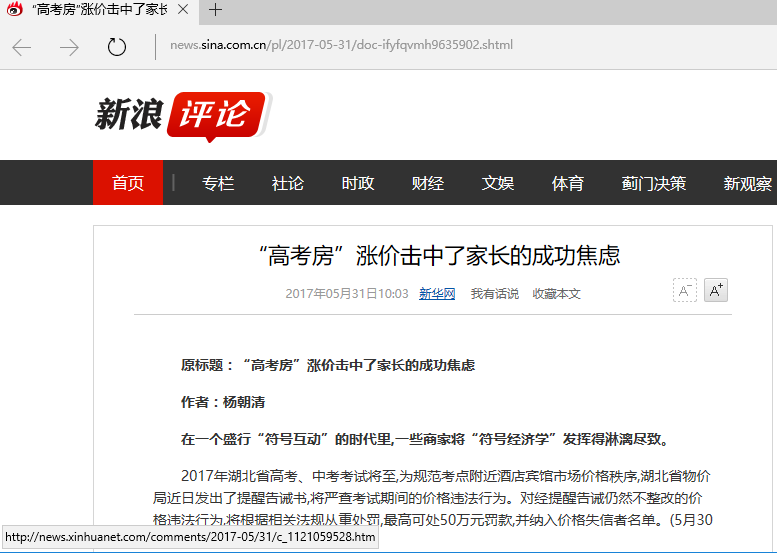 "高考房"涨价击中了家长
news.sina.com.cn/pl/2017-05-31/doc-ifyfqvmh9635902.shtml
新浪 评论
首页 | 专栏 社论 时政 财经 文娱 体育 蓟门决策 新观察
“高考房”涨价击中了家长的成功焦虑
2017年05月31日10:03 新华网 我有话说 收藏本文 A- A+
原标题：“高考房”涨价击中了家长的成功焦虑
作者：杨朝清
在一个盛行“符号互动”的时代里,一些商家将“符号经济学”发挥得淋漓尽致。
2017年湖北省高考、中考考试将至,为规范考点附近酒店宾馆市场价格秩序,湖北省物价
局近日发出了提醒告诫书,将严查考试期间的价格违法行为。对经提醒告诫仍然不整改的价
格违法行为,将根据相关法规从重处罚,最高可处50万元罚款,并纳入价格失信者名单。(5月30
http://news.xinhuanet.com/comments/2017-05/31/c_1121059528.htm